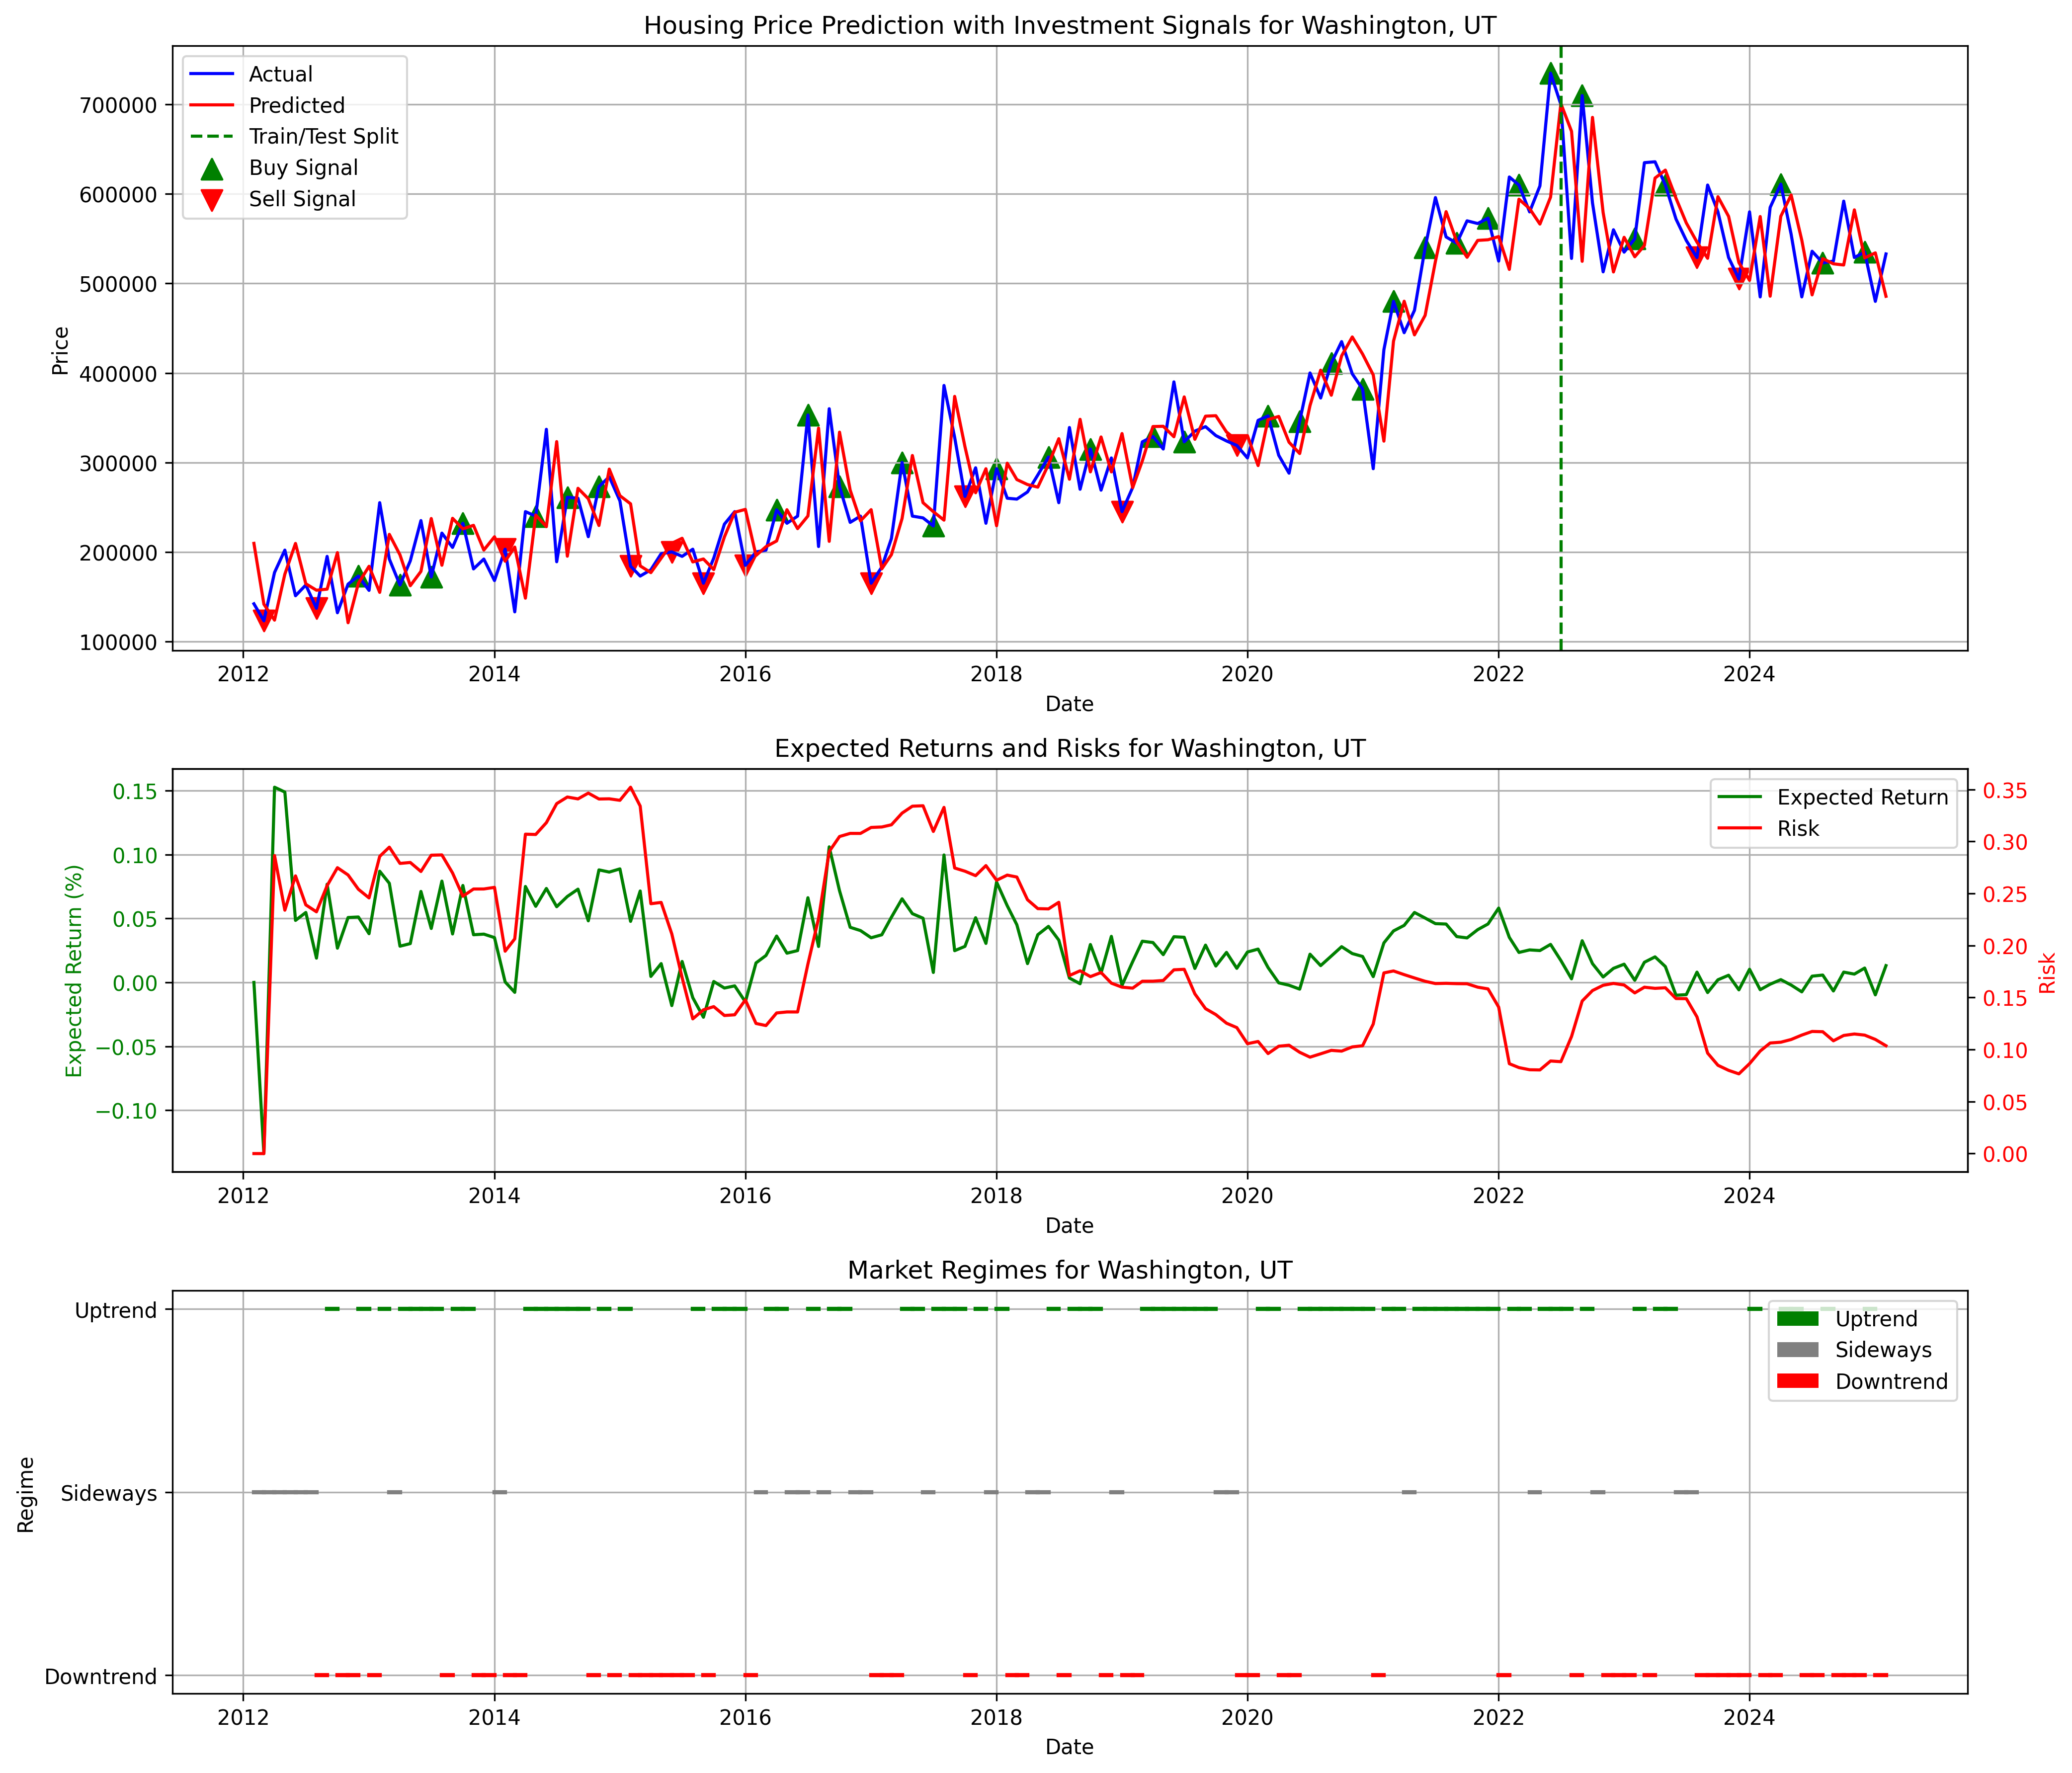 Housing Price Prediction with Investment Signals for Washington, UT
Actual
Predicted
Train/Test Split
Buy Signal
Sell Signal
Price
700000
600000
500000
400000
300000
200000
100000
2012 2014 2016 2018 2020 2022 2024
Date
Expected Returns and Risks for Washington, UT
Expected Return
Risk
Expected Return (%)
0.15
0.10
0.05
0.00
−0.05
−0.10
0.35
0.30
0.25
0.20
0.15
0.10
0.05
0.00
Risk
2012 2014 2016 2018 2020 2022 2024
Date
Market Regimes for Washington, UT
Uptrend
Sideways
Downtrend
Regime
Uptrend
Sideways
Downtrend
2012 2014 2016 2018 2020 2022 2024
Date